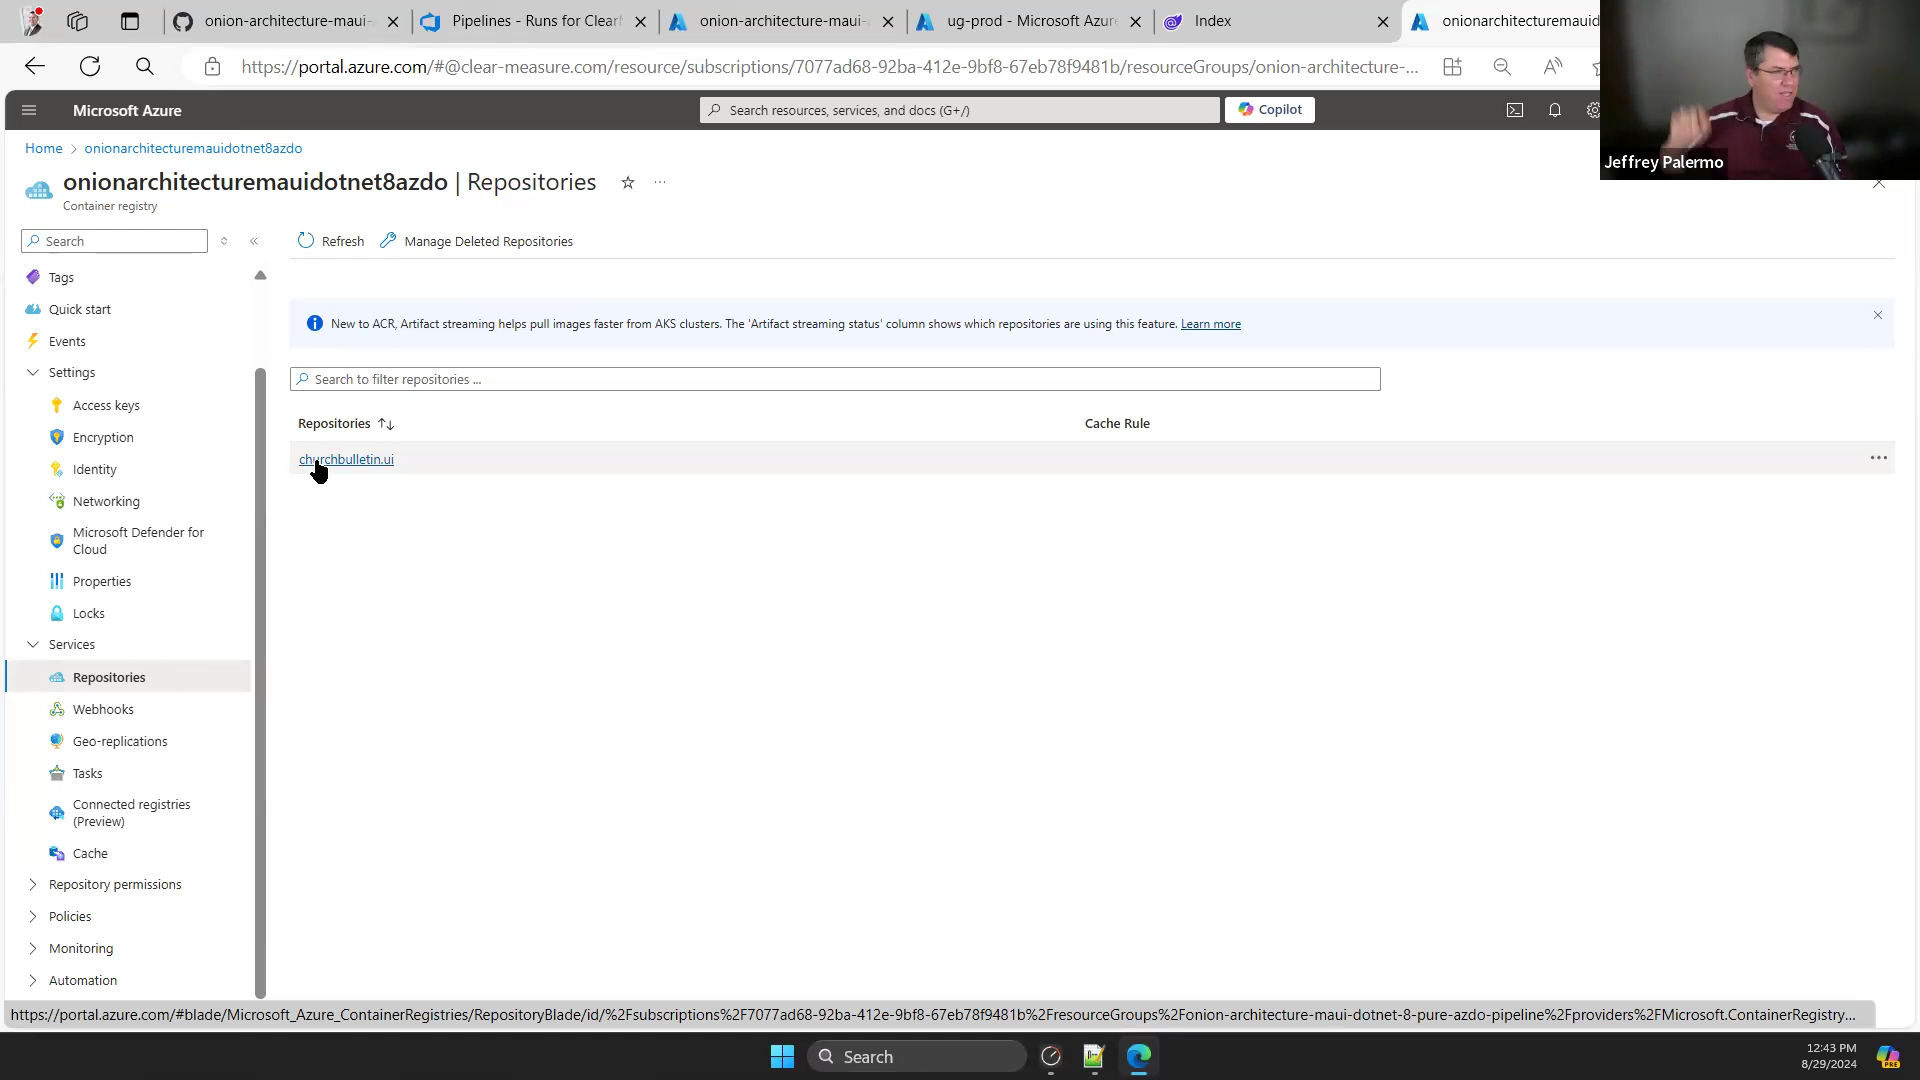 onion-architecture-maui-
Pipelines - Runs for Clear
onion-architecture-maui-
ug-prod - Microsoft Azure
Index
onionarchitecturemauid
https://portal.azure.com/#@clear-measure.com/resource/subscriptions/7077ad68-92ba-412e-9bf8-67eb78f9481b/resourceGroups/onion-architecture-...
Microsoft Azure
Search resources, services, and docs (G+/)
Copilot
Jeffrey Palermo
Home > onionarchitecturemauidotnet8azdo
onionarchitecturemauidotnet8azdo | Repositories
Container registry
Search
Refresh
Manage Deleted Repositories
Tags
Quick start
Events
Settings
Access keys
Encryption
Identity
Networking
Microsoft Defender for
Cloud
Properties
Locks
Services
Repositories
Webhooks
Geo-replications
Tasks
Connected registries
(Preview)
Cache
Repository permissions
Policies
Monitoring
Automation
New to ACR, Artifact streaming helps pull images faster from AKS clusters. The 'Artifact streaming status' column shows which repositories are using this feature. Learn more
Search to filter repositories ...
Repositories
Cache Rule
churchbulletin.ui
https://portal.azure.com/#blade/Microsoft_Azure_ContainerRegistries/RepositoryBlade/id/%2Fsubscriptions%2F7077ad68-92ba-412e-9bf8-67eb78f9481b%2FresourceGroups%2Fonion-architecture-maui-dotnet-8-pure-azdo-pipeline%2Fproviders%2FMicrosoft.ContainerRegistry...
Search
12:43 PM
8/29/2024
PRE